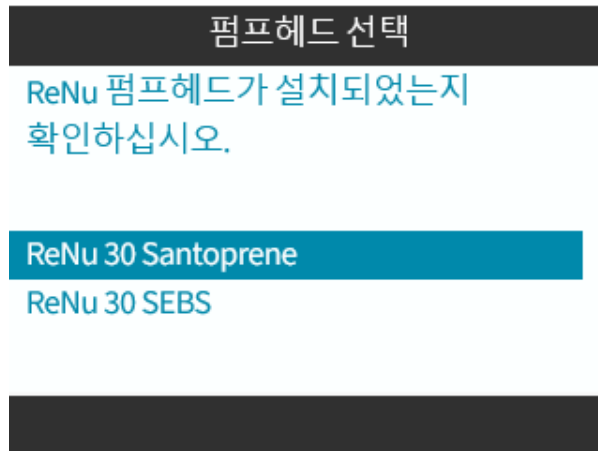 펌프헤드 선택
ReNu 펌프헤드가 설치되었는지
확인하십시오.
ReNu 30 Santoprene
ReNu 30 SEBS